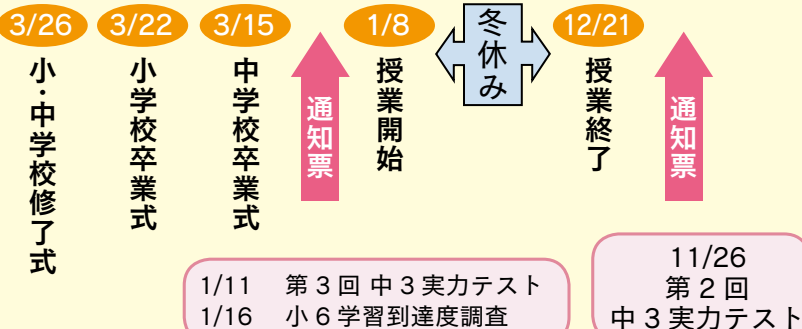 12/21
授業終了
冬休み
1/8
授業開始
3/15
中学校卒業式
3/22
小学校卒業式
3/26
小・中学校修了式
通知票
通知票
11/26
第2回
中3実力テスト
1/11 第3回 中3実力テスト
1/16 小6学習到達度調査